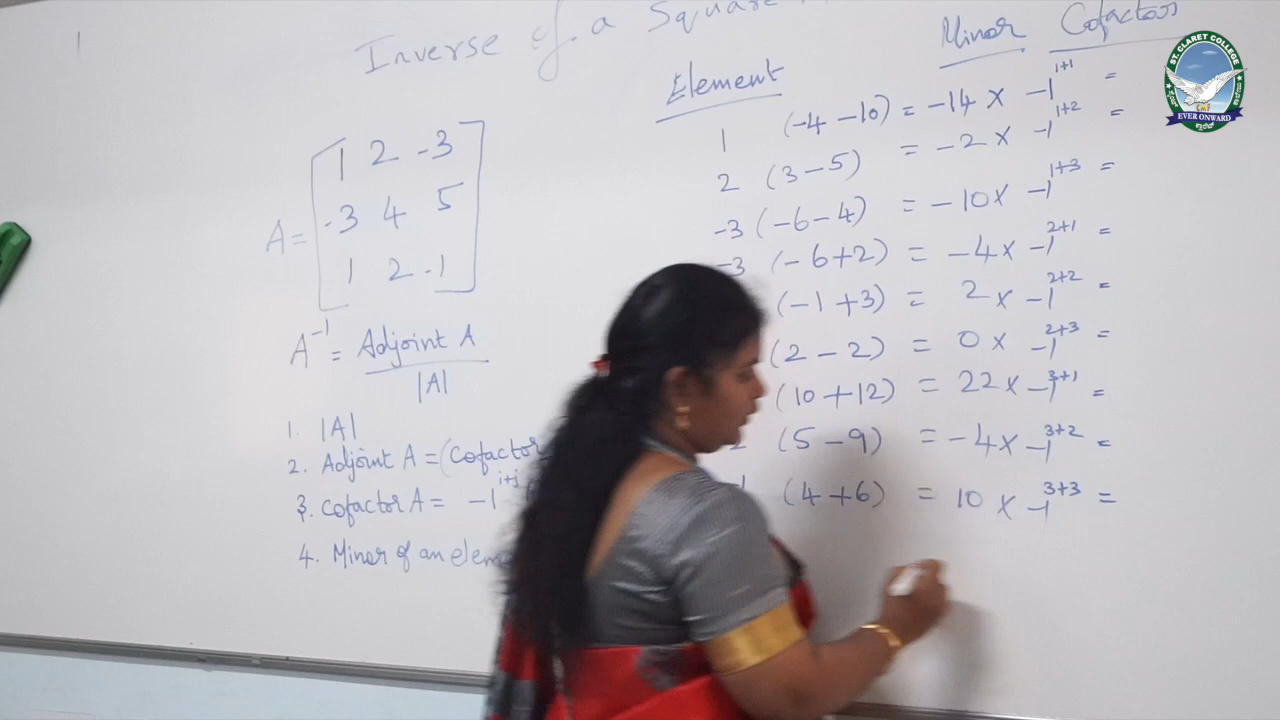 Inverse of a Square
A = [ 1 2 -3
-3 4 5
1 2 -1 ]
A⁻¹ = Adjoint A
|A|
1. |A|
2. Adjoint A = (Cofactor
3. Cofactor A = -1^(i+j)
4. Minor of an elem
Element Minor Cofactor
1 (-4 -10) = -14 × -1^(1+1) =
2 (3 - 5) = -2 × -1^(1+2) =
-3 (-6 - 4) = -10 × -1^(1+3) =
-3 (-6+2) = -4 × -1^(2+1) =
(-1 +3) = 2 × -1^(2+2) =
(2 - 2) = 0 × -1^(2+3) =
(10 +12) = 22 × -1^(3+1) =
(5 - 9) = -4 × -1^(3+2) =
(4 +6) = 10 × -1^(3+3) =
ST. CLARET COLLEGE
EVER ONWARD